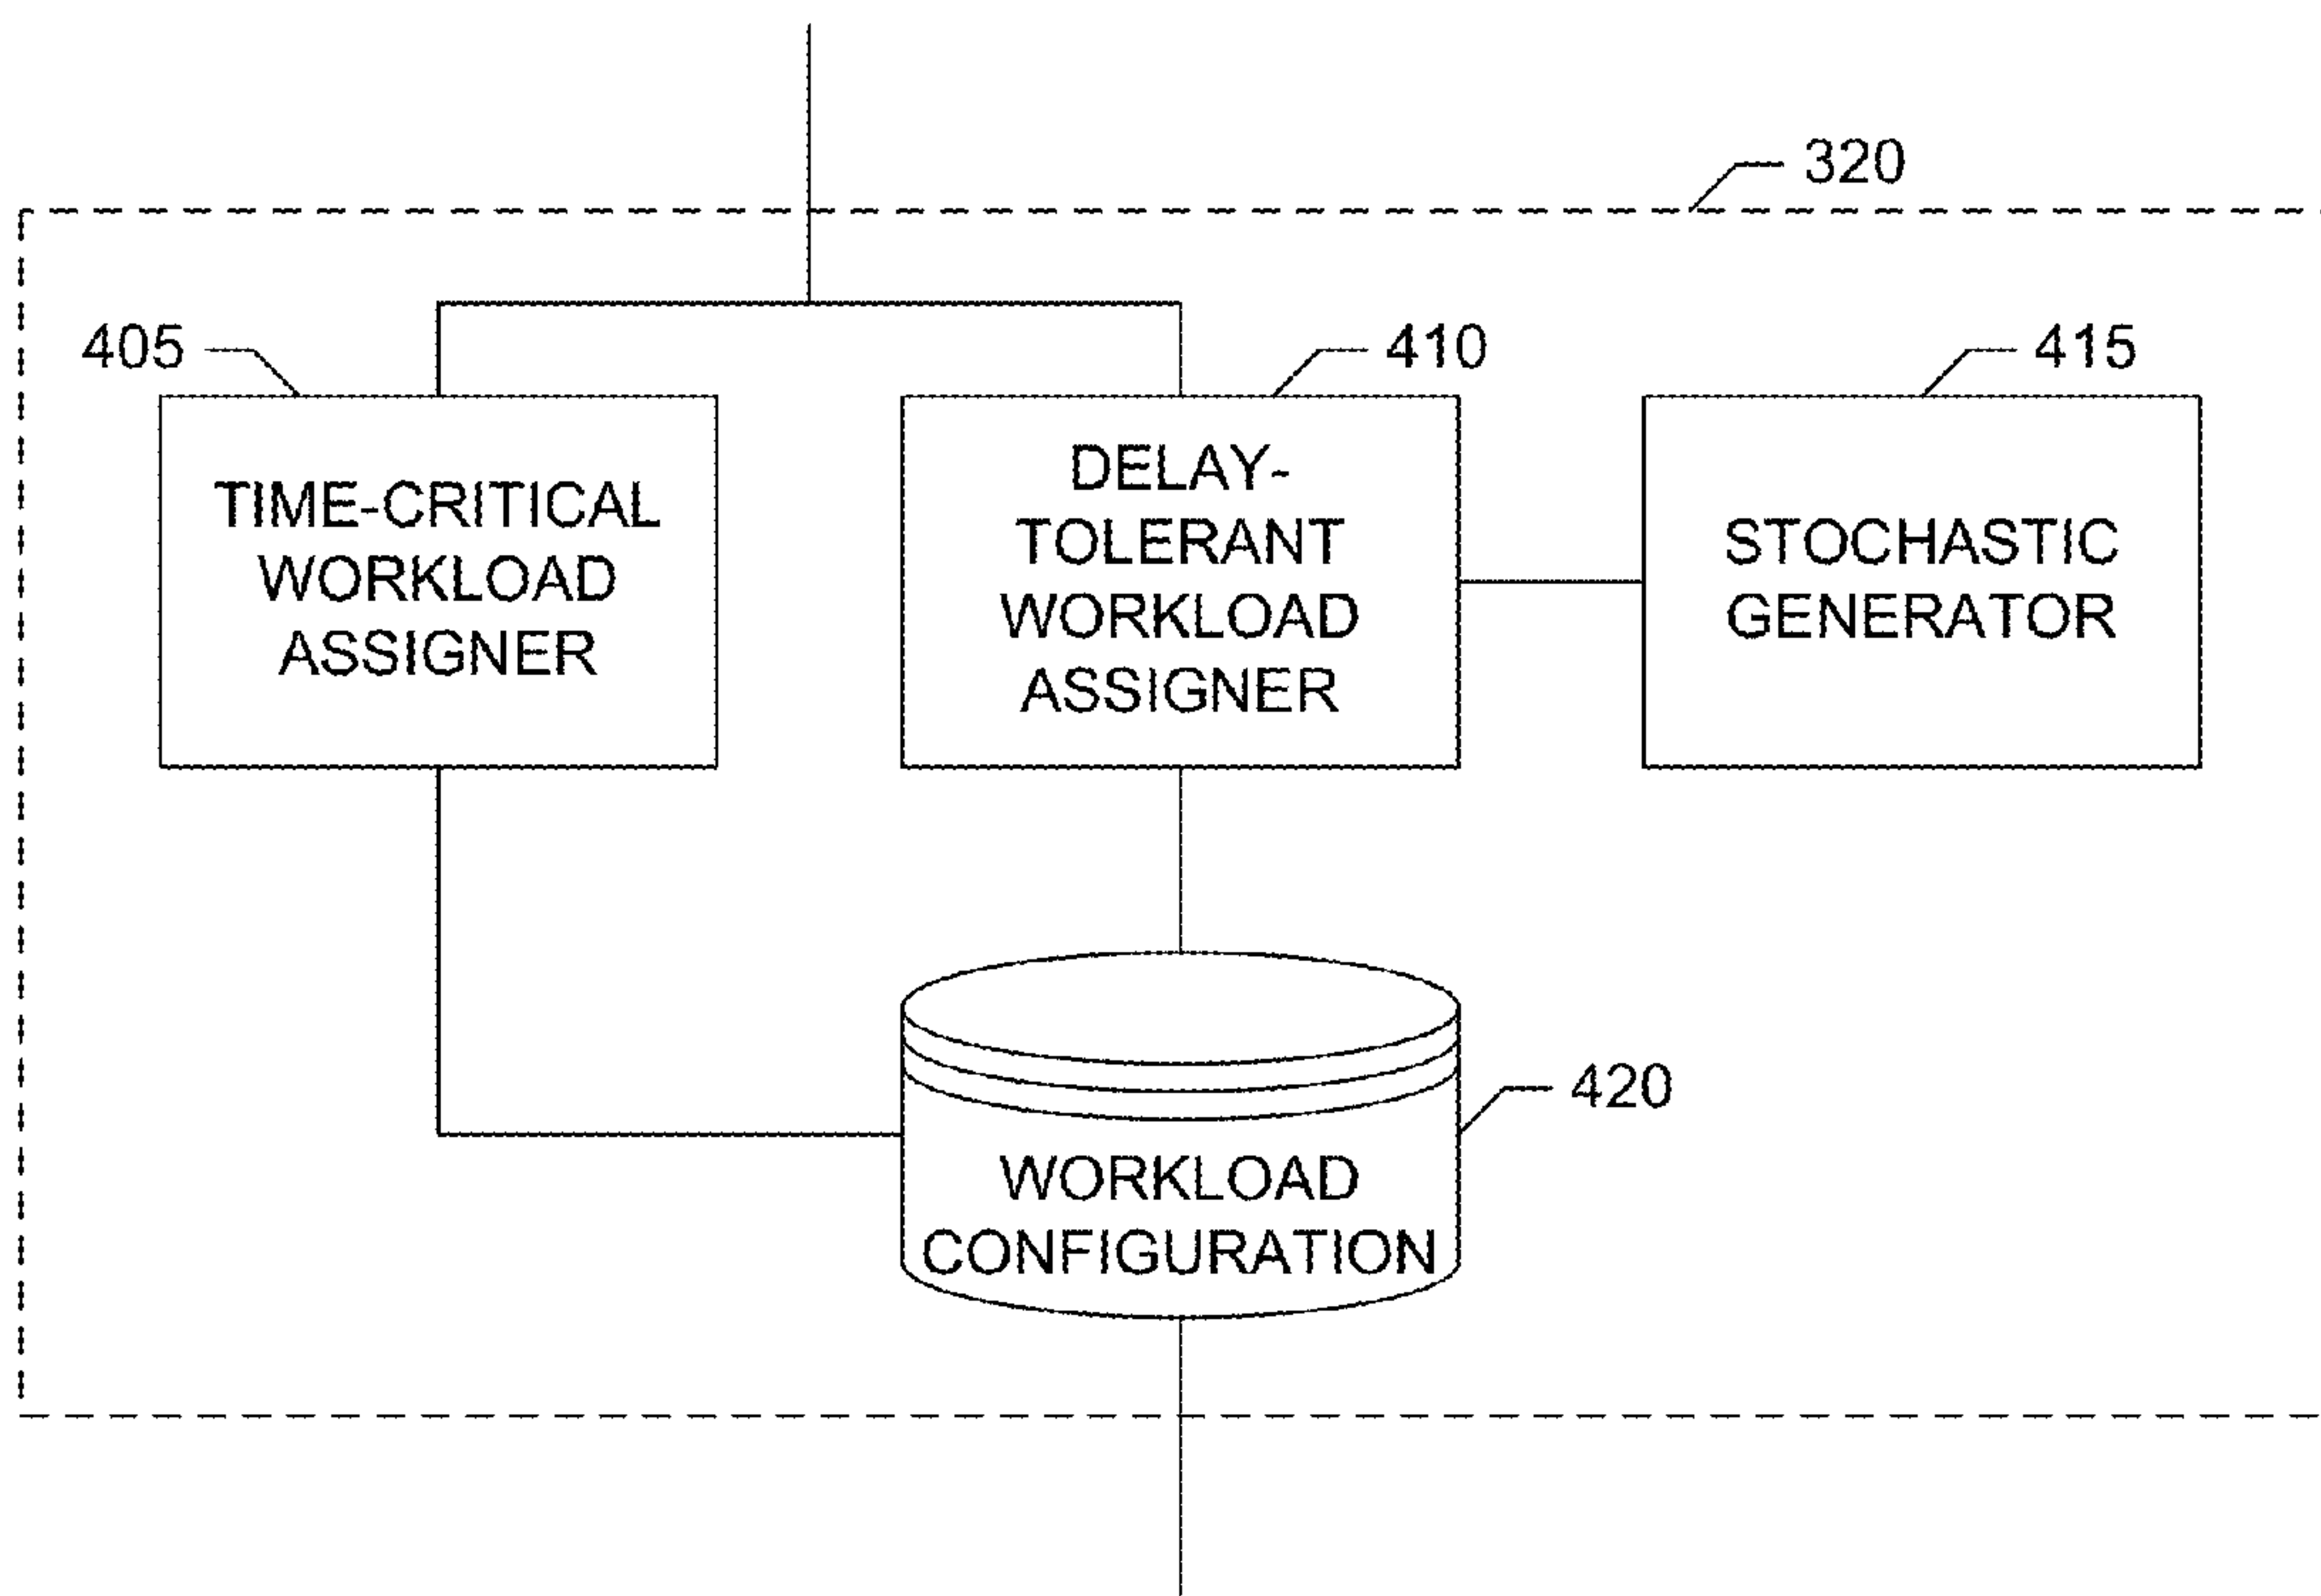 320
405
410
415
TIME-CRITICAL
WORKLOAD
ASSIGNER
DELAY-
TOLERANT
WORKLOAD
ASSIGNER
STOCHASTIC
GENERATOR
420
WORKLOAD
CONFIGURATION